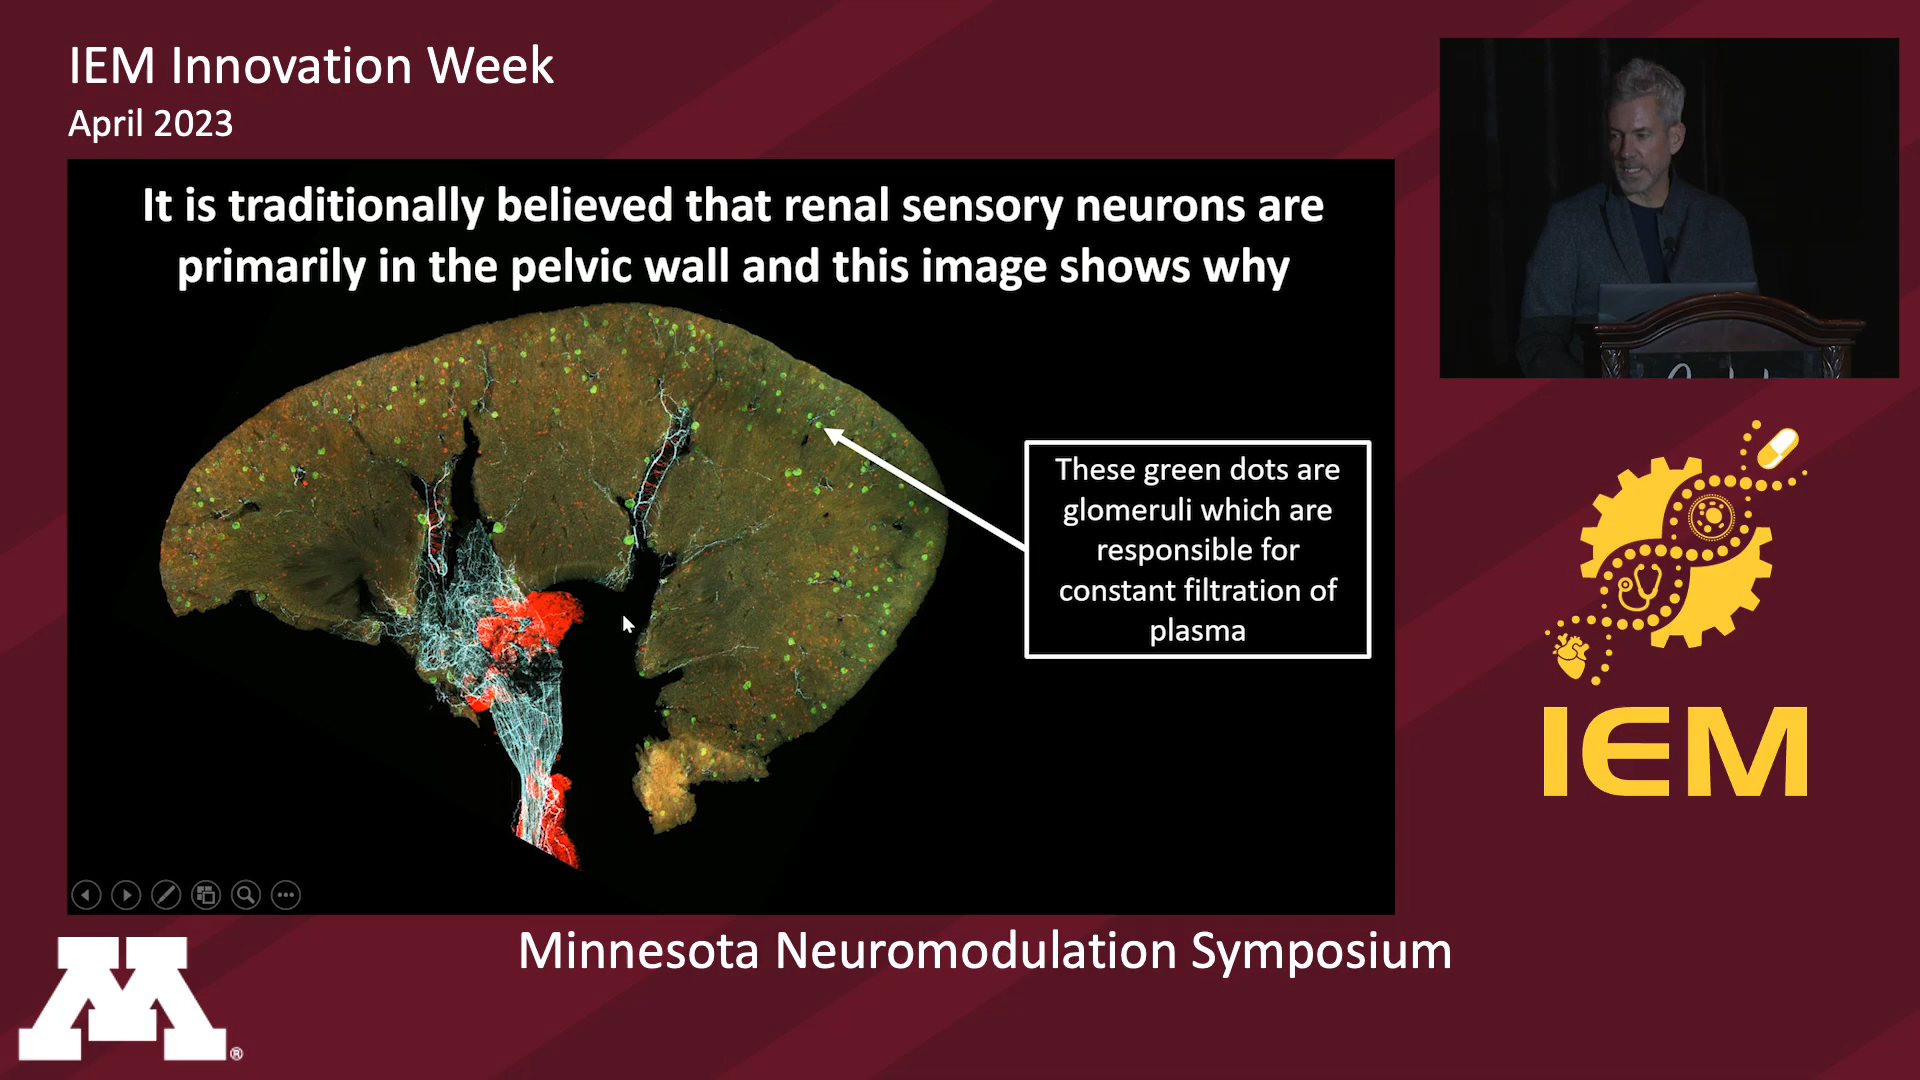 IEM Innovation Week
April 2023
It is traditionally believed that renal sensory neurons are
primarily in the pelvic wall and this image shows why
These green dots are
glomeruli which are
responsible for
constant filtration of
plasma
IEM
Minnesota Neuromodulation Symposium
M®